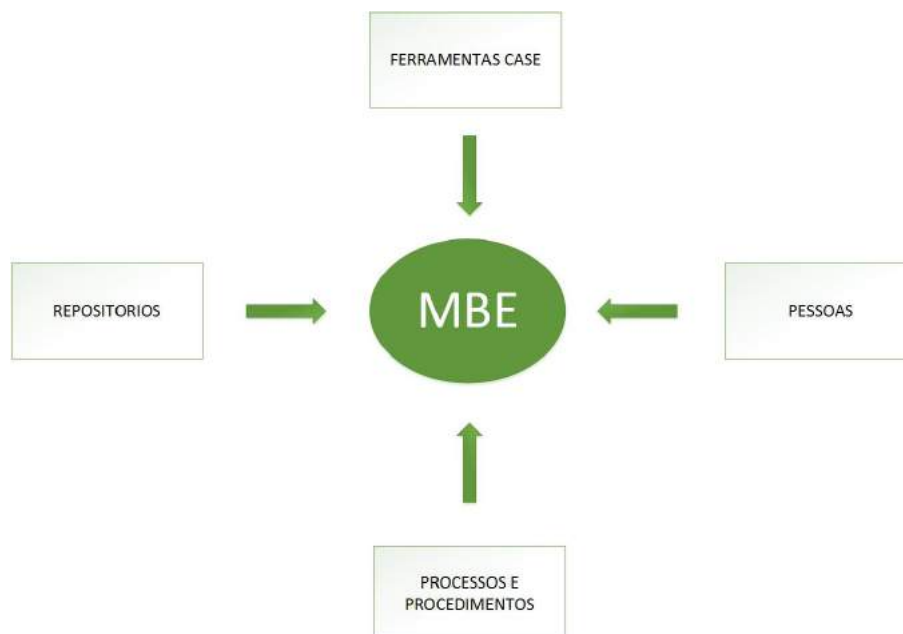 FERRAMENTAS CASE
REPOSITORIOS
MBE
PESSOAS
PROCESSOS E
PROCEDIMENTOS